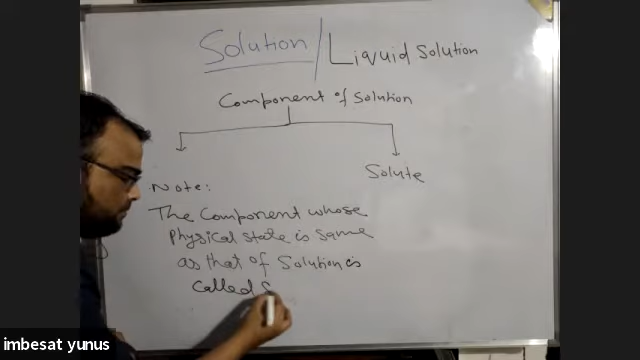 Solution / Liquid Solution
Component of Solution
Solute
Note:
The Component whose
Physical state is same
as that of Solution is
Called S
imbesat yunus